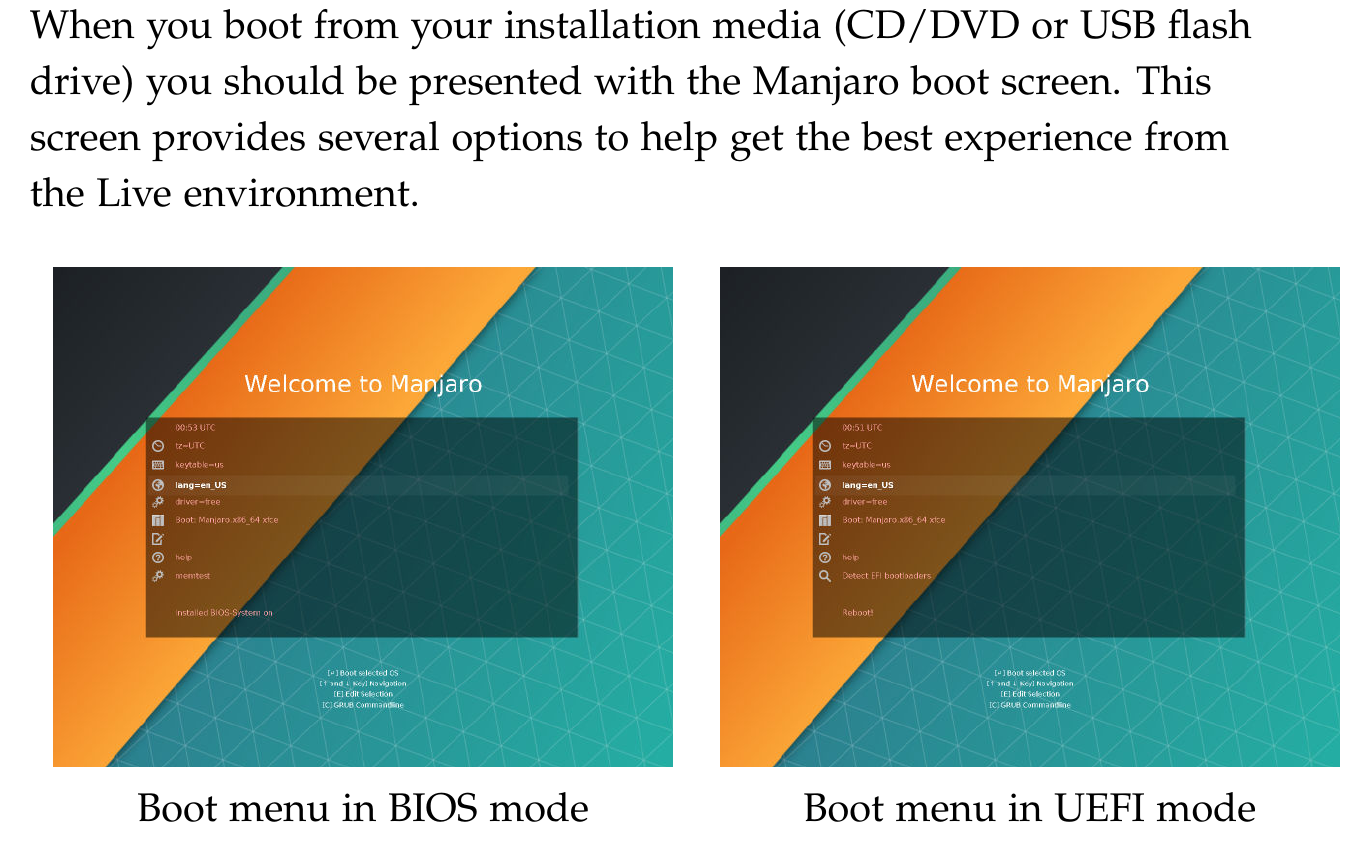 When you boot from your installation media (CD/DVD or USB flash
drive) you should be presented with the Manjaro boot screen. This
screen provides several options to help get the best experience from
the Live environment.
Welcome to Manjaro
00:53 UTC
tz=UTC
keytable=us
lang=en_US
driver=free
Boot: Manjaro.x86_64 xfce
help
memtest
Installed BIOS-System on
[↵] Boot selected OS
[↑ and ↓ Key] Navigation
[E] Edit Selection
[C] GRUB Commandline
Boot menu in BIOS mode
Welcome to Manjaro
00:51 UTC
tz=UTC
keytable=us
lang=en_US
driver=free
Boot: Manjaro.x86_64 xfce
help
Detect EFI bootloaders
Reboot!
[↵] Boot selected OS
[↑ and ↓ Key] Navigation
[E] Edit Selection
[C] GRUB Commandline
Boot menu in UEFI mode